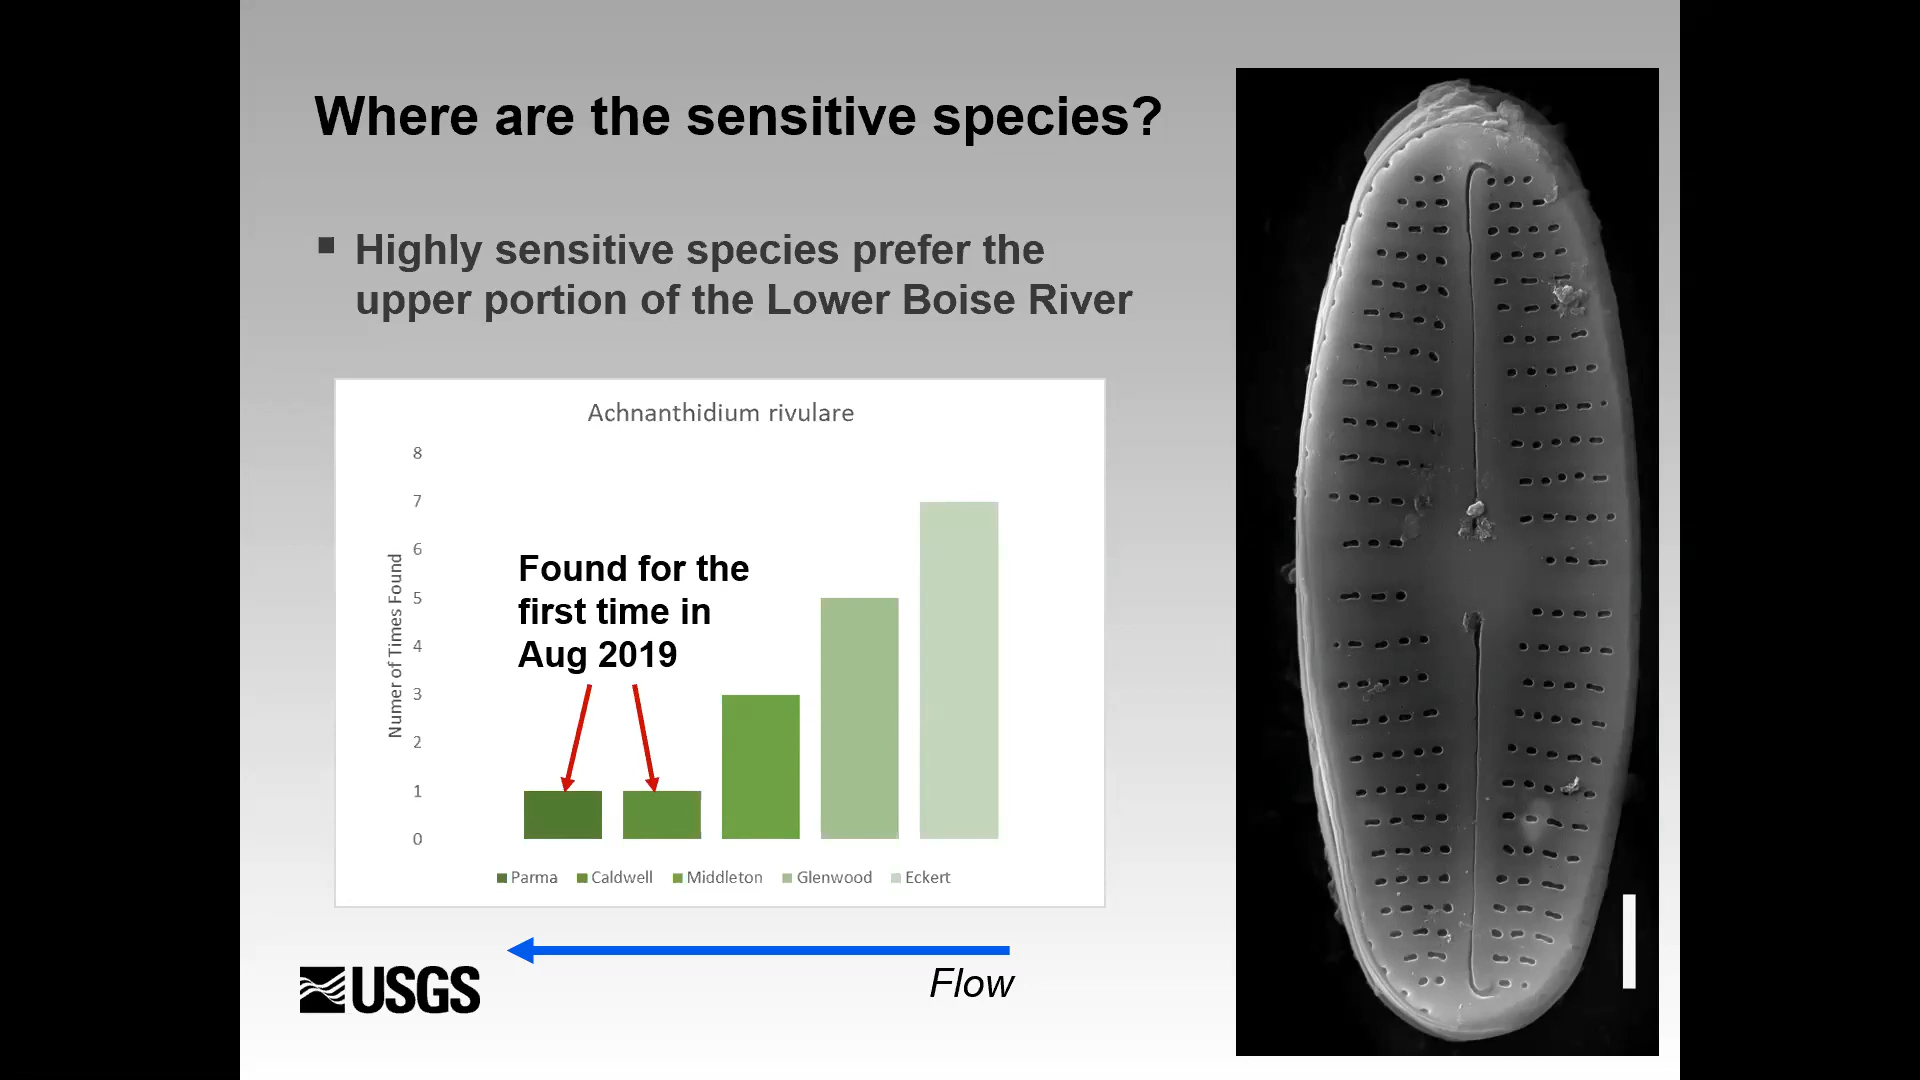 Where are the sensitive species?
▪ Highly sensitive species prefer the
upper portion of the Lower Boise River
Achnanthidium rivulare
8
7
6
5
4
3
2
1
0
Numer of Times Found
Found for the
first time in
Aug 2019
Parma Caldwell Middleton Glenwood Eckert
Flow
USGS